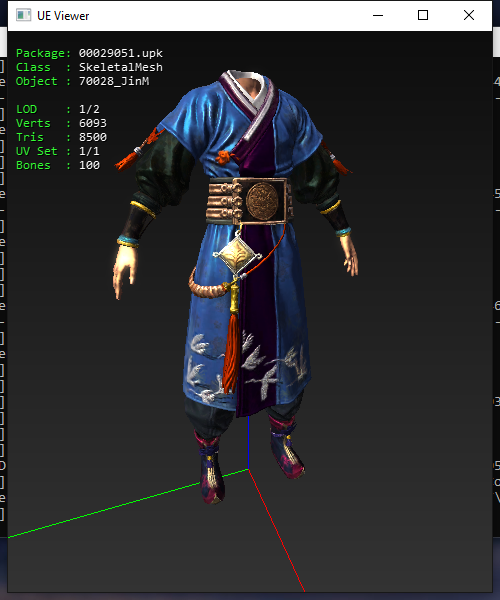 UE Viewer
Package: 00029051.upk
Class : SkeletalMesh
Object : 70028_JinM
LOD : 1/2
Verts : 6093
Tris : 8500
UV Set : 1/1
Bones : 100